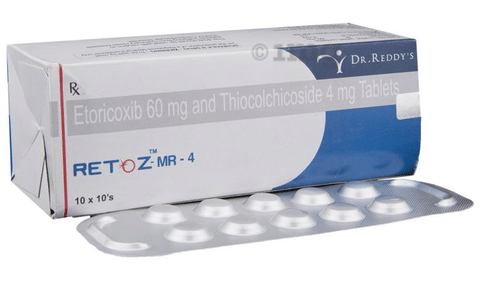 DR.REDDY'S
Rx
Etoricoxib 60 mg and Thiocolchicoside 4 mg Tablets
RETOZ™-MR - 4
10 x 10's